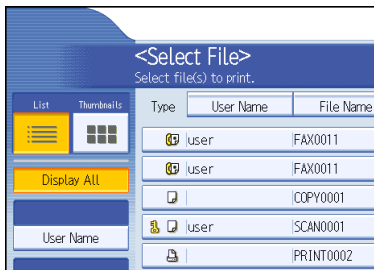 <Select File>
Select file(s) to print.
List Thumbnails Type User Name File Name
user FAX0011
Display All user FAX0011
COPY0001
user SCAN0001
User Name PRINT0002